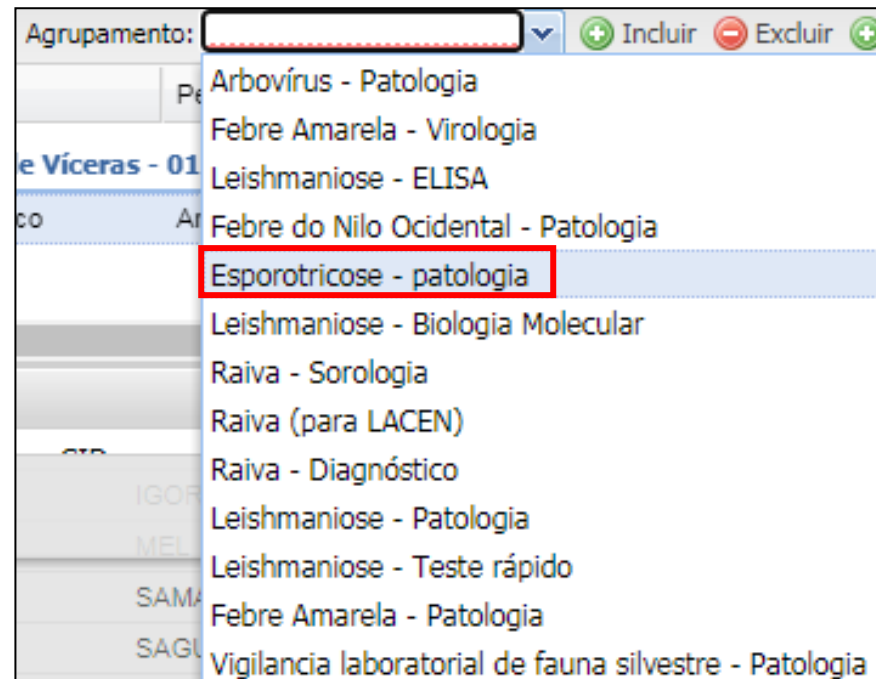 Agrupamento: Incluir Excluir
Arbovírus - Patologia
Febre Amarela - Virologia
e Víceras - 01
Leishmaniose - ELISA
co
Febre do Nilo Ocidental - Patologia
Esporotricose - patologia
Leishmaniose - Biologia Molecular
Raiva - Sorologia
Raiva (para LACEN)
Raiva - Diagnóstico
IGOR
Leishmaniose - Patologia
MEL
Leishmaniose - Teste rápido
SAMA
Febre Amarela - Patologia
SAGU
Vigilancia laboratorial de fauna silvestre - Patologia